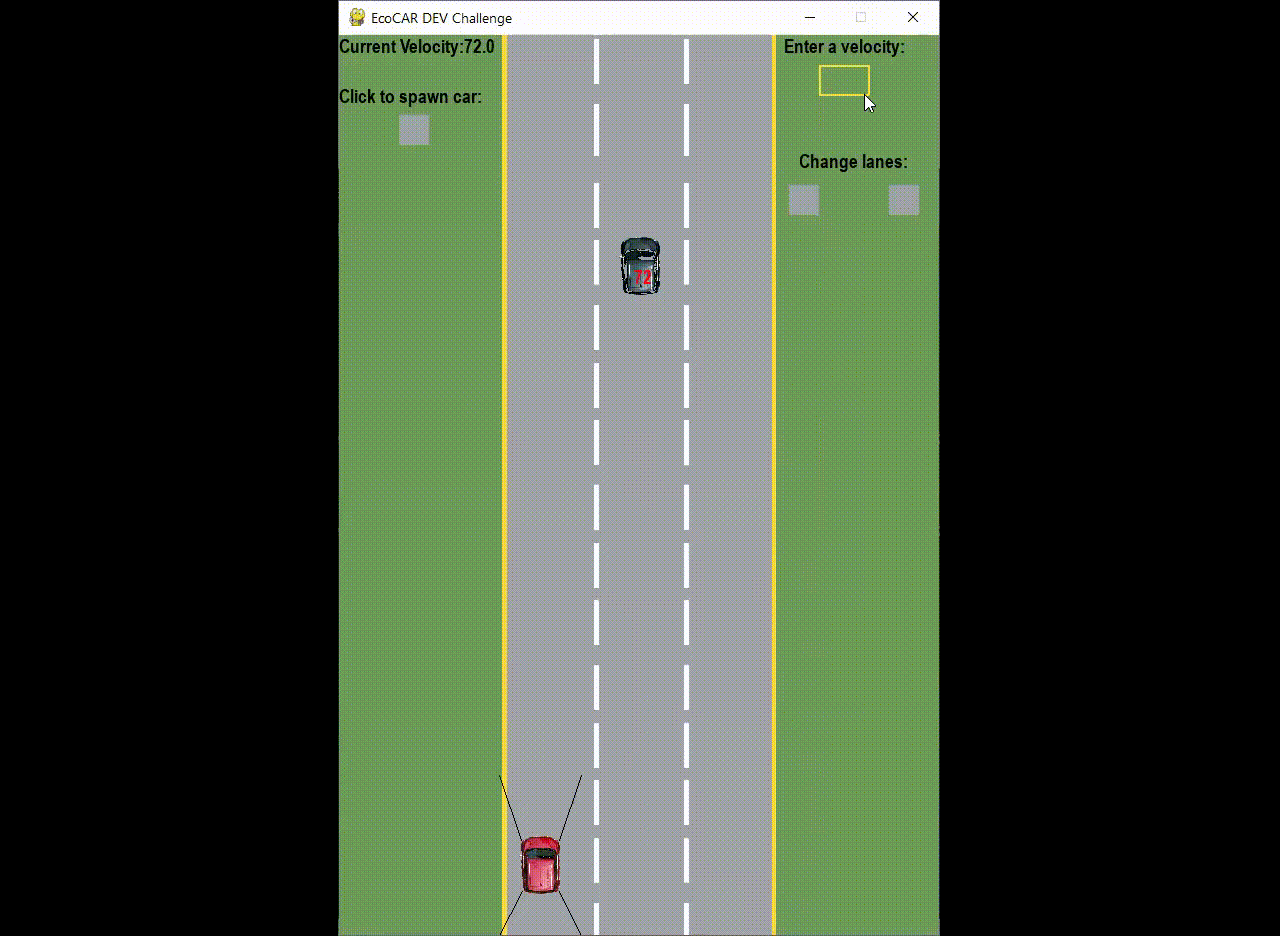 EcoCAR DEV Challenge
Current Velocity:72.0
Enter a velocity:
Click to spawn car:
Change lanes:
72